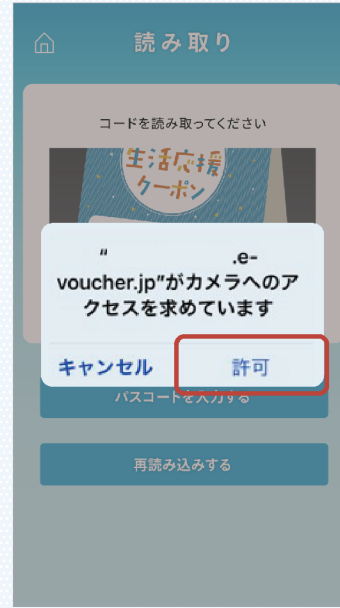 読み取り
コードを読み取ってください
生活応援
クーポン
“ .e-
voucher.jp”がカメラへのア
クセスを求めています
キャンセル 許可
パスコードを入力する
再読み込みする